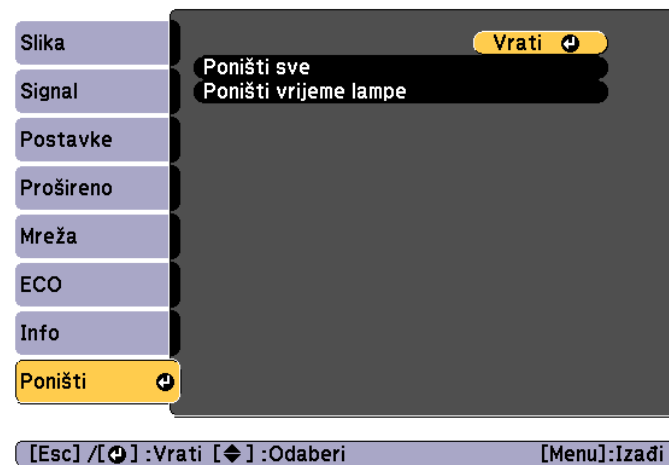 Slika
Signal
Postavke
Prošireno
Mreža
ECO
Info
Poništi
Vrati
Poništi sve
Poništi vrijeme lampe
[Esc] /[ ] :Vrati [ ] :Odaberi [Menu]:Izađi